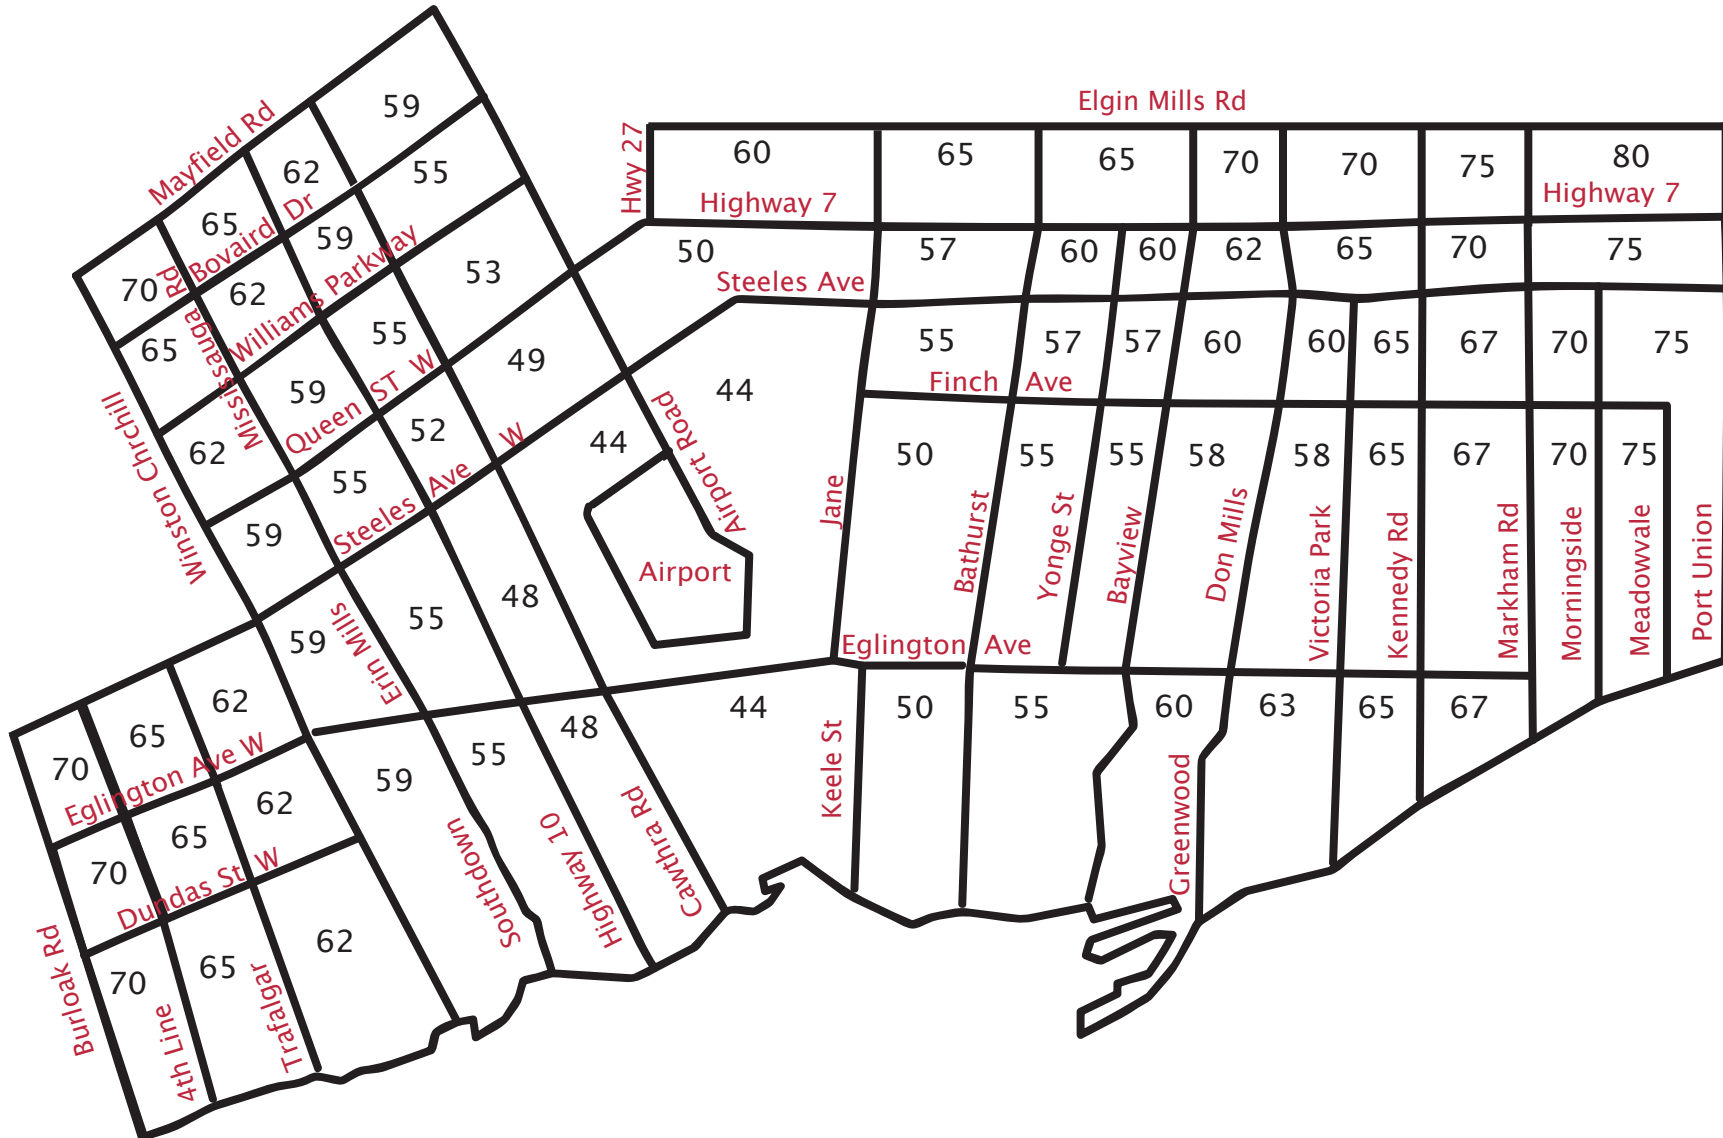 Elgin Mills Rd
59
Mayfield Rd
Hwy 27
60
65
65
70
70
75
80
62
55
Highway 7
Highway 7
65
Bovaird Dr
59
Williams Parkway
50
57
60
60
62
65
70
75
70
Mississauga Rd
62
53
Steeles Ave
65
55
49
55
57
57
60
60
65
67
70
75
59
Queen ST W
44
Finch Ave
Winston Chrchill
62
52
44
Airport Road
50
55
55
58
58
65
67
70
75
55
Steeles Ave W
59
Jane
Bathurst
Yonge St
Bayview
Don Mills
Victoria Park
Kennedy Rd
Markham Rd
Morningside
Meadowvale
Port Union
Airport
48
55
59
Erin Mills
Eglington Ave
62
65
70
Eglington Ave W
48
44
50
55
60
63
65
67
55
59
Keele St
Greenwood
62
65
70
Dundas St W
Southdown
Highway 10
Cawthra Rd
62
65
70
Burloak Rd
4th Line
Trafalgar